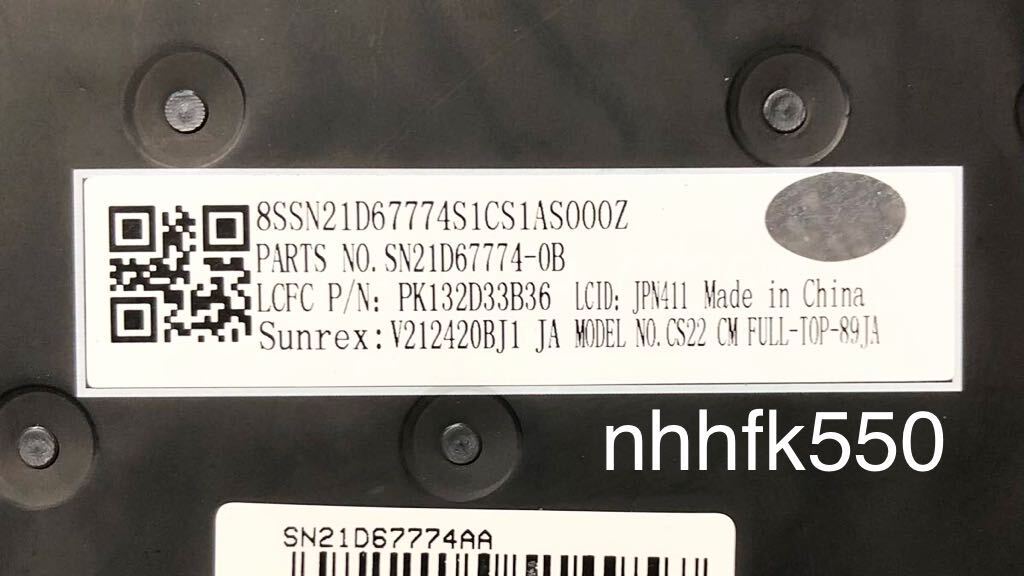 8SSN21D67774S1CS1AS000Z
PARTS NO. SN21D67774-0B
LCFC P/N: PK132D33B36 LCID: JPN411 Made in China
Sunrex: V212420BJ1 JA MODEL NO. CS22 CM FULL-TOP-89JA
nhhfk550
SN21D67774AA